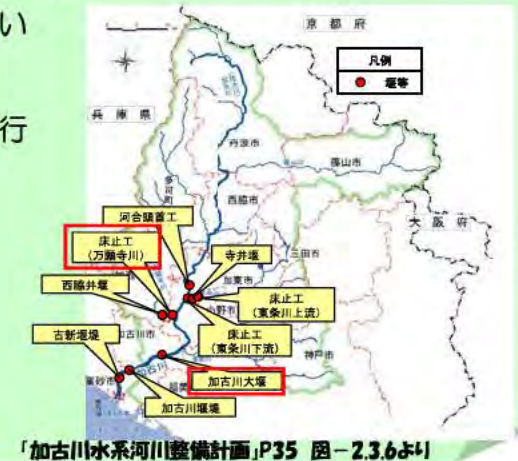 い
行
京都府
凡例
堰等
兵庫県
丹波市
篠山市
多可町
西脇市
大阪府
河合頭首工
床止工
(万願寺川)
寺井堰
三田市
加東市
西脇井堰
床止工
(東条川上流)
小野市
床止工
(東条川下流)
古新堰堤
加古川市
神戸市
加古川
高砂市
加古川大堰
加古川堰堤
「加古川水系河川整備計画」P35 図-2.3.6より